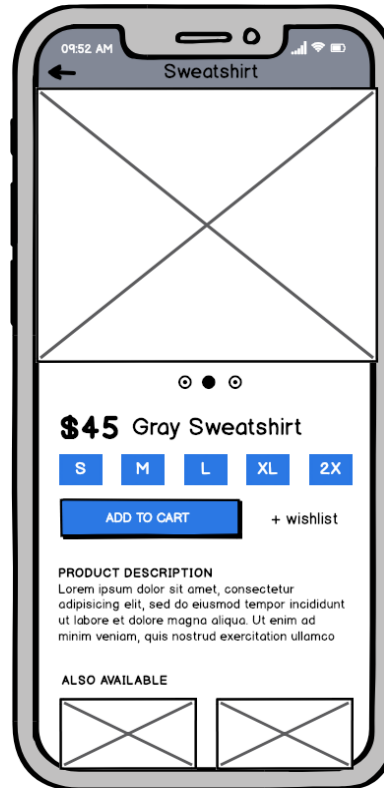 09:52 AM
Sweatshirt
$45 Gray Sweatshirt
S M L XL 2X
ADD TO CART + wishlist
PRODUCT DESCRIPTION
Lorem ipsum dolor sit amet, consectetur
adipisicing elit, sed do eiusmod tempor incididunt
ut labore et dolore magna aliqua. Ut enim ad
minim veniam, quis nostrud exercitation ullamco
ALSO AVAILABLE